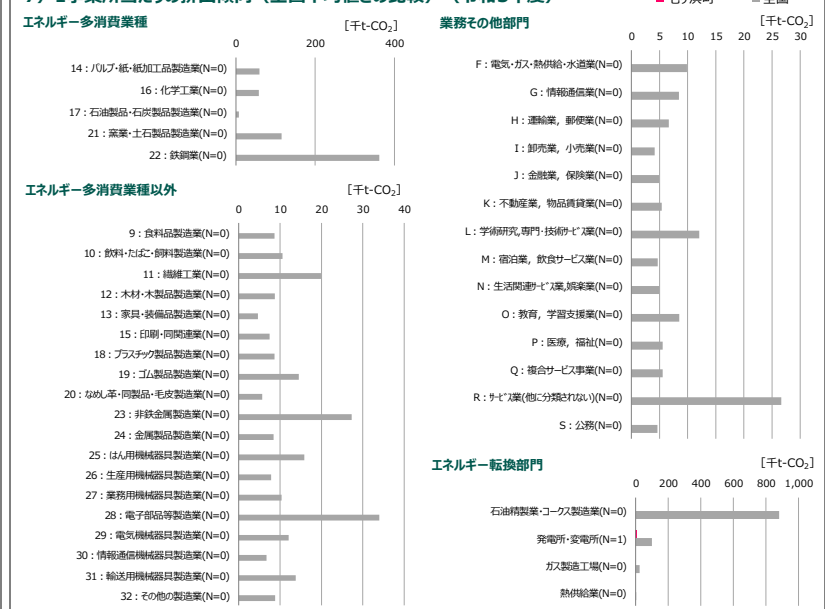 エネルギー多消費業種
[千t-CO₂]
0 200 400
14：パルプ・紙・紙加工品製造業(N=0)
16：化学工業(N=0)
17：石油製品・石炭製品製造業(N=0)
21：窯業・土石製品製造業(N=0)
22：鉄鋼業(N=0)
エネルギー多消費業種以外
[千t-CO₂]
0 10 20 30 40
9：食料品製造業(N=0)
10：飲料・たばこ・飼料製造業(N=0)
11：繊維工業(N=0)
12：木材・木製品製造業(N=0)
13：家具・装備品製造業(N=0)
15：印刷・同関連業(N=0)
18：プラスチック製品製造業(N=0)
19：ゴム製品製造業(N=0)
20：なめし革・同製品・毛皮製造業(N=0)
23：非鉄金属製造業(N=0)
24：金属製品製造業(N=0)
25：はん用機械器具製造業(N=0)
26：生産用機械器具製造業(N=0)
27：業務用機械器具製造業(N=0)
28：電子部品等製造業(N=0)
29：電気機械器具製造業(N=0)
30：情報通信機械器具製造業(N=0)
31：輸送用機械器具製造業(N=0)
32：その他の製造業(N=0)
業務その他部門
[千t-CO₂]
0 5 10 15 20 25 30
F：電気・ガス・熱供給・水道業(N=0)
G：情報通信業(N=0)
H：運輸業，郵便業(N=0)
I：卸売業，小売業(N=0)
J：金融業，保険業(N=0)
K：不動産業，物品賃貸業(N=0)
L：学術研究,専門・技術サービス業(N=0)
M：宿泊業，飲食サービス業(N=0)
N：生活関連サービス業,娯楽業(N=0)
O：教育，学習支援業(N=0)
P：医療，福祉(N=0)
Q：複合サービス事業(N=0)
R：サービス業(他に分類されない)(N=0)
S：公務(N=0)
エネルギー転換部門
[千t-CO₂]
0 200 400 600 800 1,000
石油精製業・コークス製造業(N=0)
発電所・変電所(N=1)
ガス製造工場(N=0)
熱供給業(N=0)